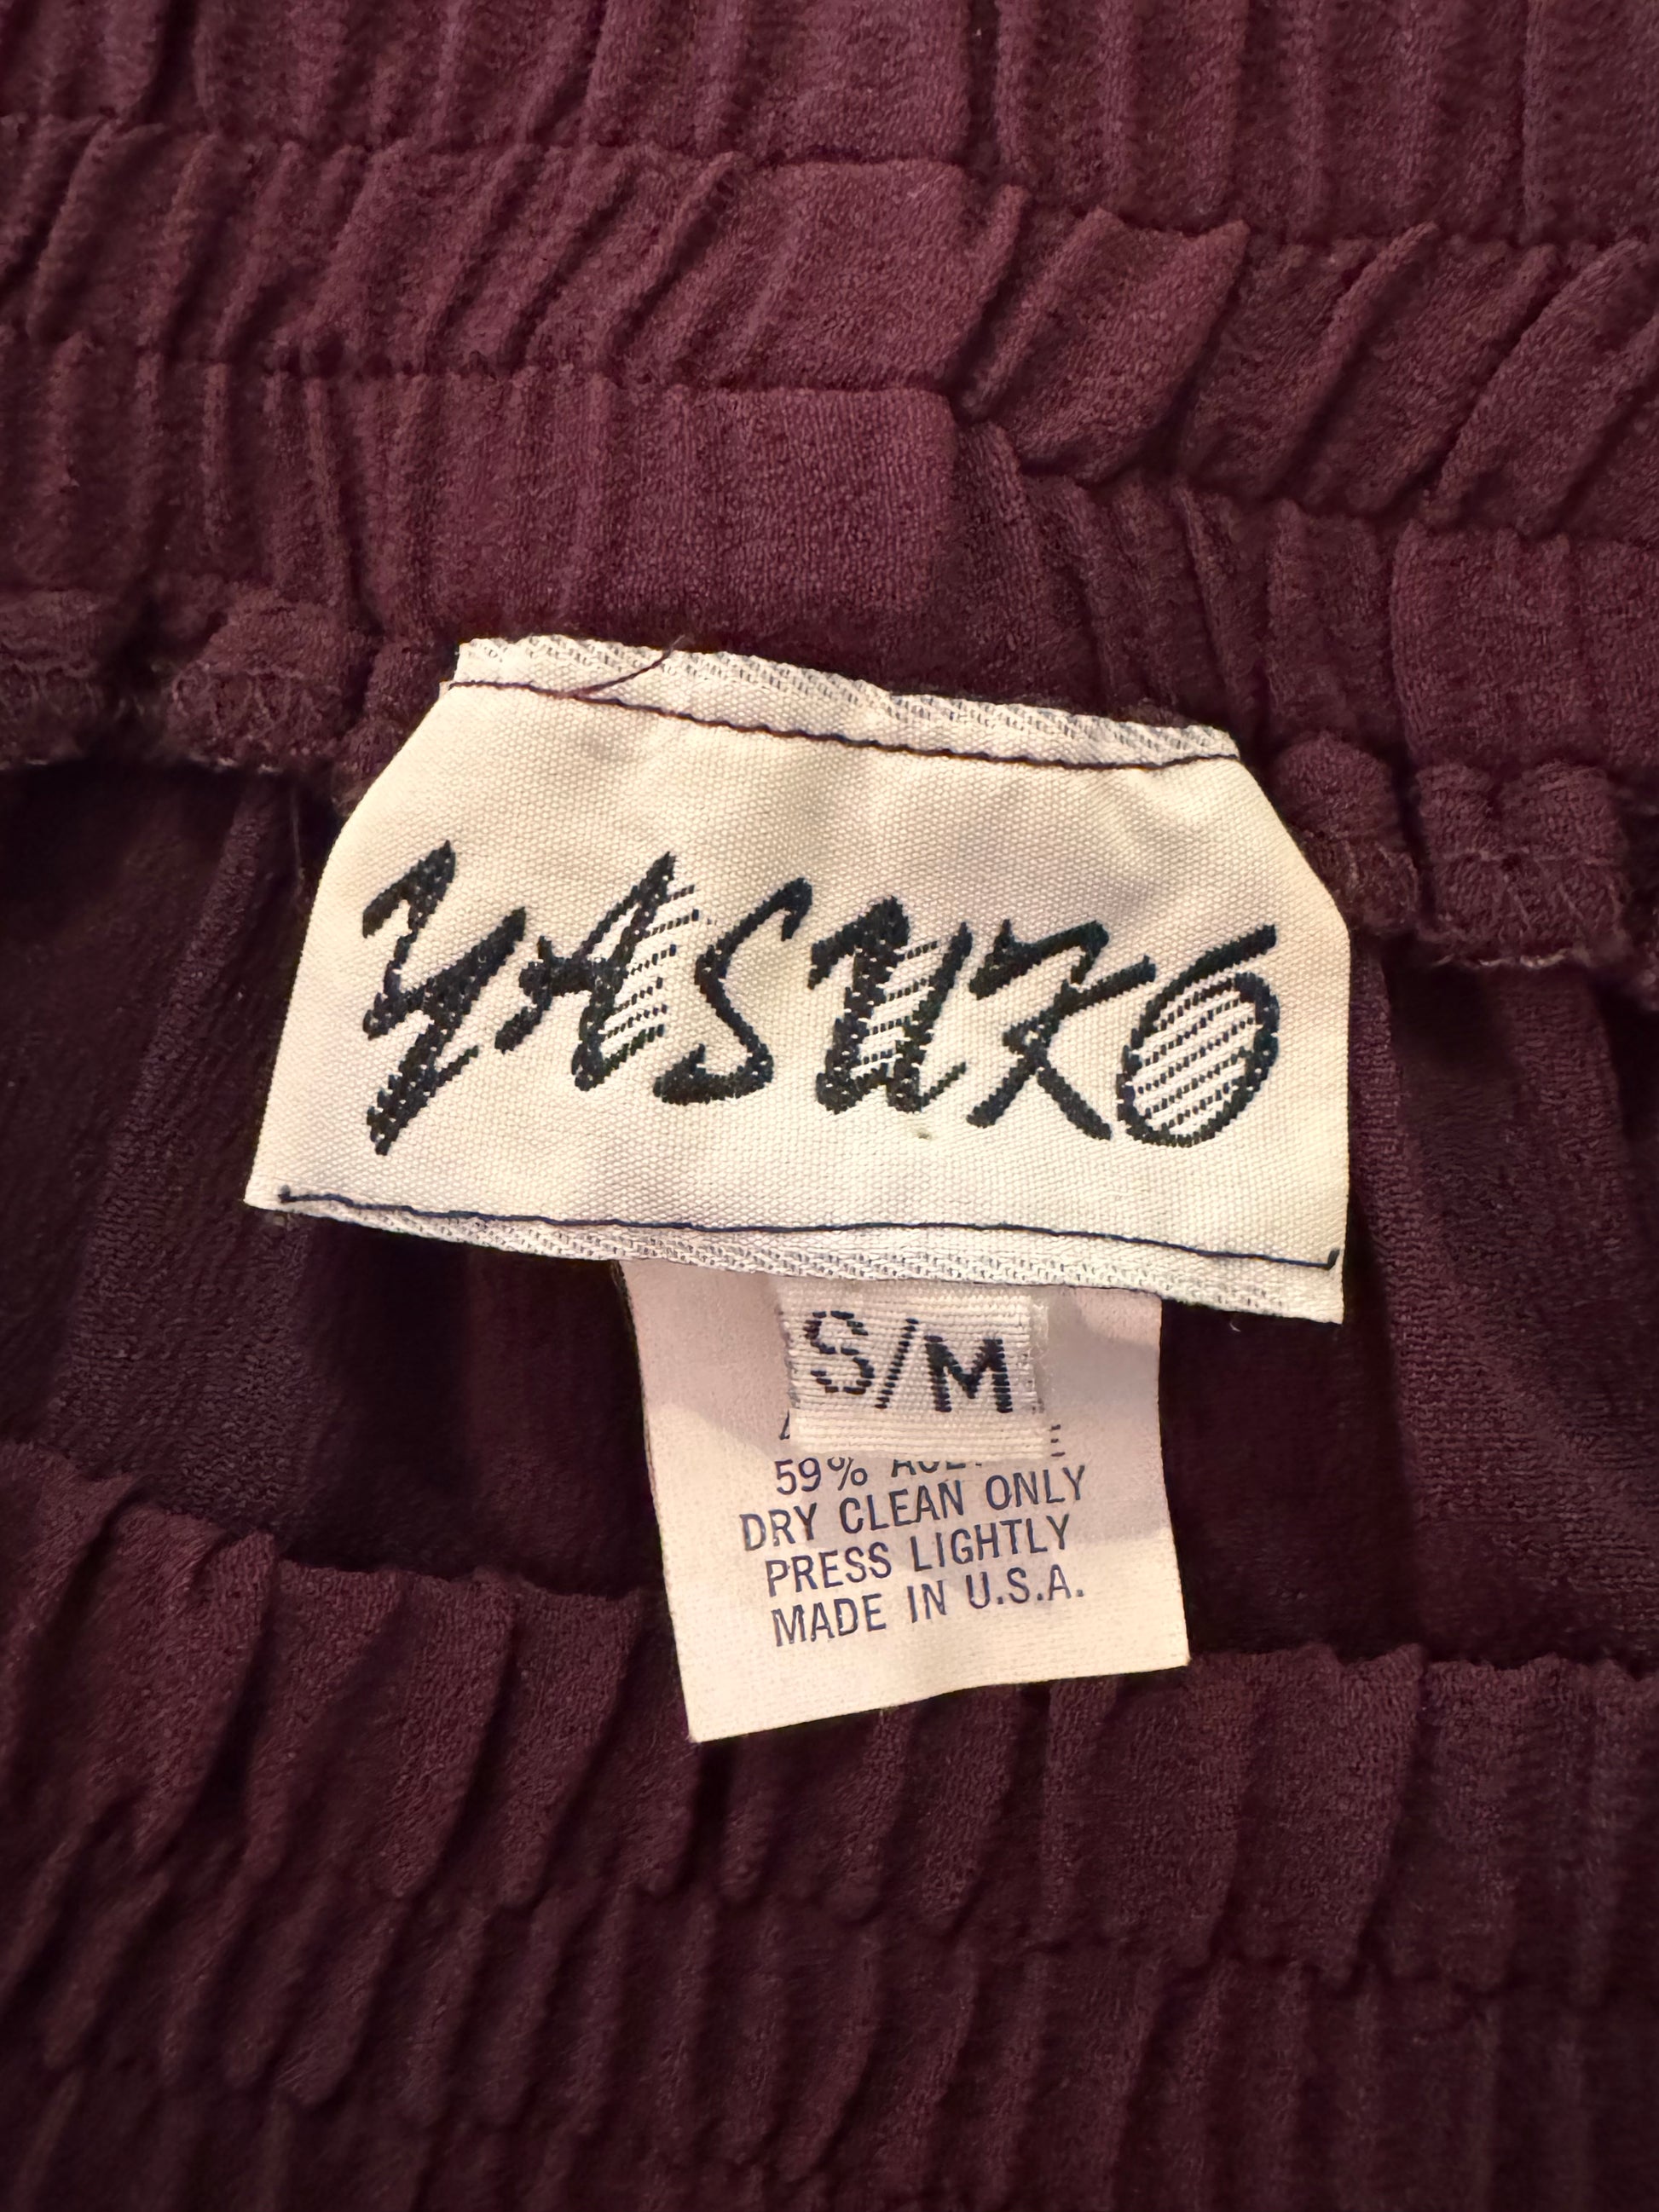 YASUKO
S/M
59%
DRY CLEAN ONLY
PRESS LIGHTLY
MADE IN U.S.A.